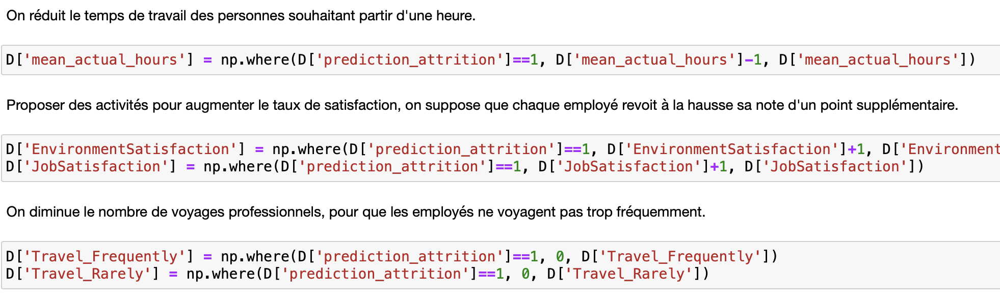 On réduit le temps de travail des personnes souhaitant partir d'une heure.
D['mean_actual_hours'] = np.where(D['prediction_attrition']==1, D['mean_actual_hours']-1, D['mean_actual_hours'])
Proposer des activités pour augmenter le taux de satisfaction, on suppose que chaque employé revoit à la hausse sa note d'un point supplémentaire.
D['EnvironmentSatisfaction'] = np.where(D['prediction_attrition']==1, D['EnvironmentSatisfaction']+1, D['Environment
D['JobSatisfaction'] = np.where(D['prediction_attrition']==1, D['JobSatisfaction']+1, D['JobSatisfaction'])
On diminue le nombre de voyages professionnels, pour que les employés ne voyagent pas trop fréquemment.
D['Travel_Frequently'] = np.where(D['prediction_attrition']==1, 0, D['Travel_Frequently'])
D['Travel_Rarely'] = np.where(D['prediction_attrition']==1, 0, D['Travel_Rarely'])